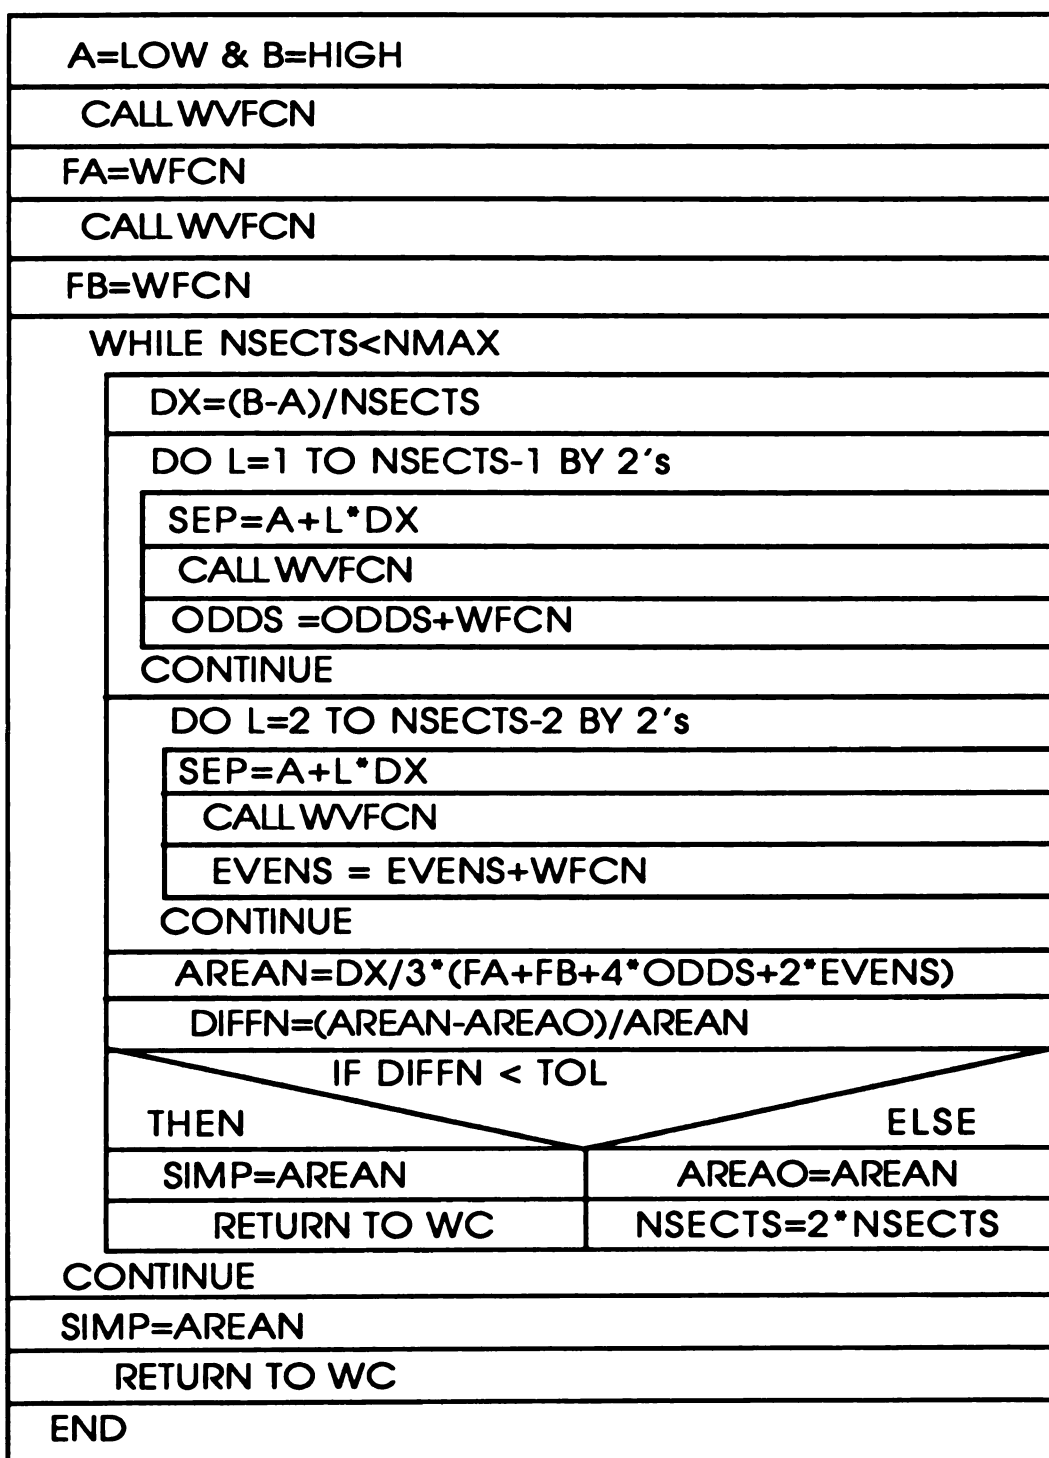 A=LOW & B=HIGH
CALL WVFCN
FA=WFCN
CALL WVFCN
FB=WFCN
WHILE NSECTS<NMAX
DX=(B-A)/NSECTS
DO L=1 TO NSECTS-1 BY 2's
SEP=A+L*DX
CALL WVFCN
ODDS =ODDS+WFCN
CONTINUE
DO L=2 TO NSECTS-2 BY 2's
SEP=A+L*DX
CALL WVFCN
EVENS = EVENS+WFCN
CONTINUE
AREAN=DX/3*(FA+FB+4*ODDS+2*EVENS)
DIFFN=(AREAN-AREAO)/AREAN
IF DIFFN < TOL
THEN ELSE
SIMP=AREAN AREAO=AREAN
RETURN TO WC NSECTS=2*NSECTS
CONTINUE
SIMP=AREAN
RETURN TO WC
END